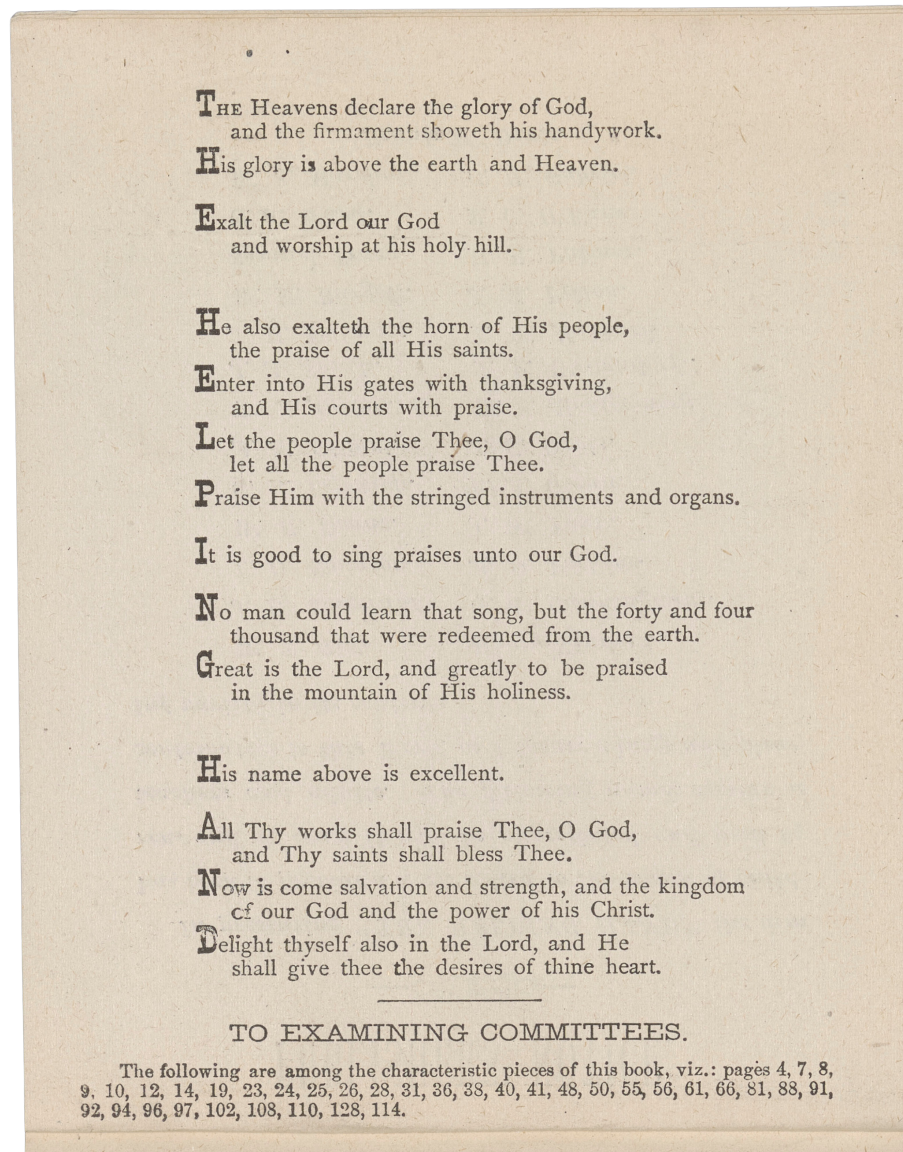 THE Heavens declare the glory of God,
and the firmament showeth his handywork.
His glory is above the earth and Heaven.
Exalt the Lord our God
and worship at his holy hill.
He also exalteth the horn of His people,
the praise of all His saints.
Enter into His gates with thanksgiving,
and His courts with praise.
Let the people praise Thee, O God,
let all the people praise Thee.
Praise Him with the stringed instruments and organs.
It is good to sing praises unto our God.
No man could learn that song, but the forty and four
thousand that were redeemed from the earth.
Great is the Lord, and greatly to be praised
in the mountain of His holiness.
His name above is excellent.
All Thy works shall praise Thee, O God,
and Thy saints shall bless Thee.
Now is come salvation and strength, and the kingdom
of our God and the power of his Christ.
Delight thyself also in the Lord, and He
shall give thee the desires of thine heart.
TO EXAMINING COMMITTEES.
The following are among the characteristic pieces of this book, viz.: pages 4, 7, 8,
9, 10, 12, 14, 19, 23, 24, 25, 26, 28, 31, 36, 38, 40, 41, 48, 50, 55, 56, 61, 66, 81, 88, 91,
92, 94, 96, 97, 102, 108, 110, 128, 114.